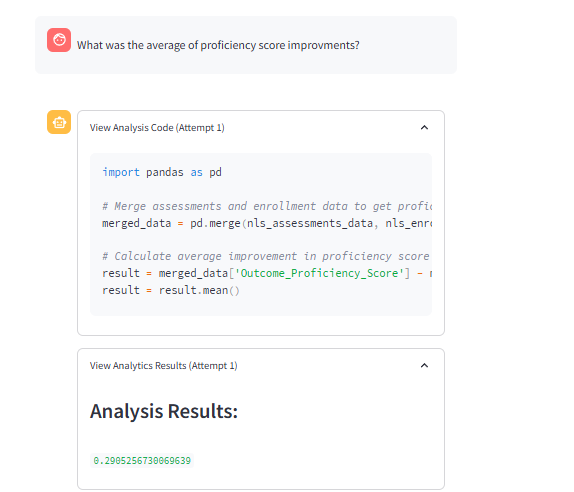 What was the average of proficiency score improvments?
View Analysis Code (Attempt 1)
import pandas as pd
# Merge assessments and enrollment data to get profic
merged_data = pd.merge(nls_assessments_data, nls_enro
# Calculate average improvement in proficiency score
result = merged_data['Outcome_Proficiency_Score'] -
result = result.mean()
View Analytics Results (Attempt 1)
Analysis Results:
0.2905256730069639